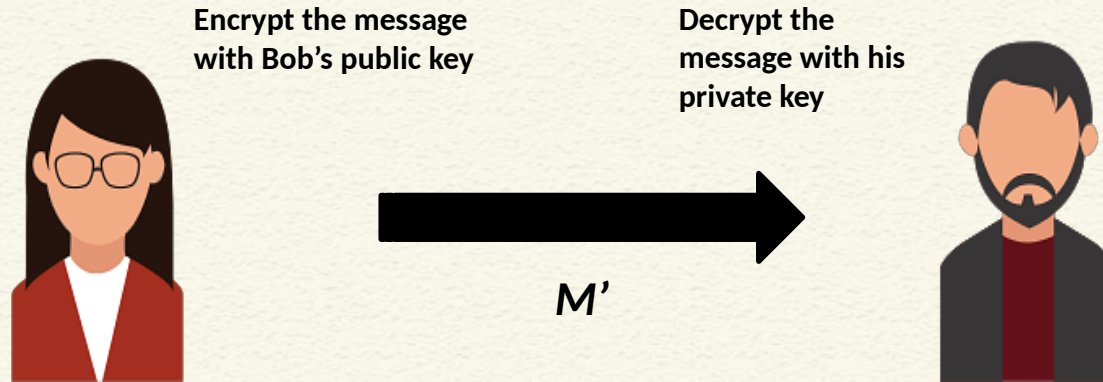 Encrypt the message
with Bob’s public key
Decrypt the
message with his
private key
M’